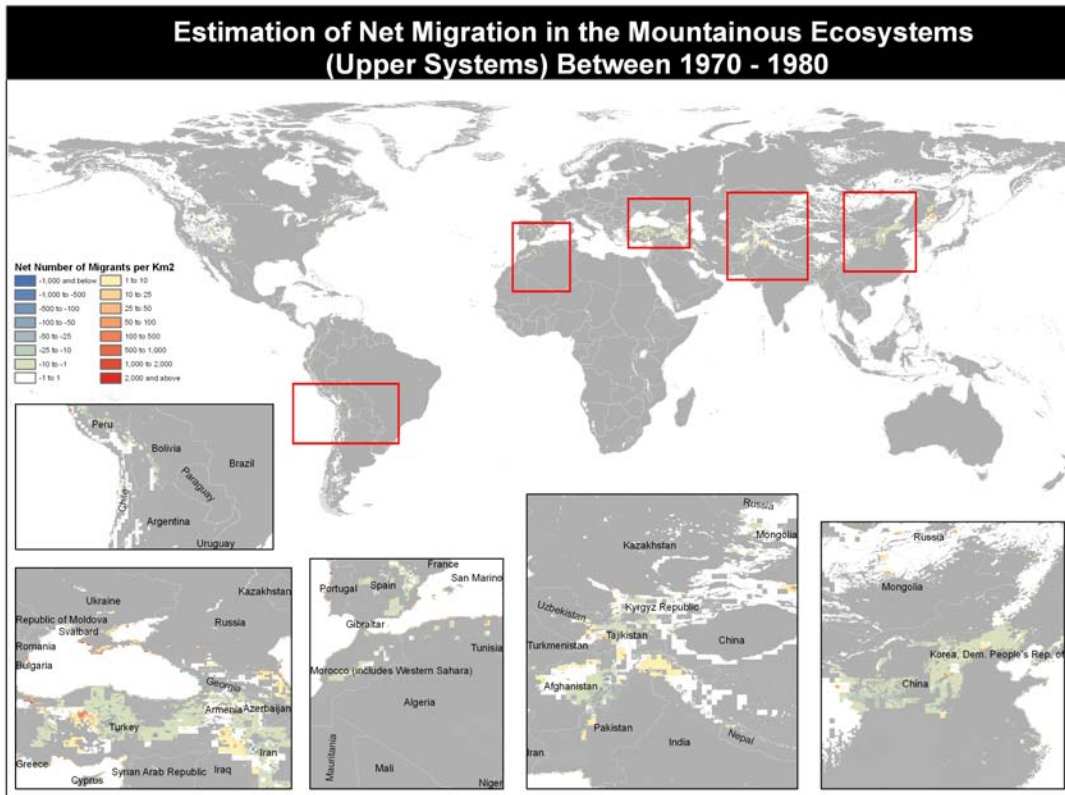 Estimation of Net Migration in the Mountainous Ecosystems
(Upper Systems) Between 1970 - 1980
Net Number of Migrants per Km2
-1,000 and below
-1,000 to -500
-500 to -100
-100 to -50
-50 to -25
-25 to -10
-10 to -1
-1 to 1
1 to 10
10 to 25
25 to 50
50 to 100
100 to 500
500 to 1,000
1,000 to 2,000
2,000 and above
Peru
Bolivia
Brazil
Paraguay
Chile
Argentina
Uruguay
Ukraine
Kazakhstan
Republic of Moldova
Svalbard
Russia
Romania
Bulgaria
Georgia
Armenia
Azerbaijan
Turkey
Iran
Greece
Cyprus
Syrian Arab Republic
Iraq
France
Portugal
Spain
San Marino
Gibraltar
Tunisia
Morocco (includes Western Sahara)
Algeria
Mauritania
Mali
Niger
Russia
Mongolia
Kazakhstan
Uzbekistan
Kyrgyz Republic
Turkmenistan
Tajikistan
China
Afghanistan
Pakistan
Iran
India
Nepal
Russia
Mongolia
Korea, Dem. People's Rep. of
China